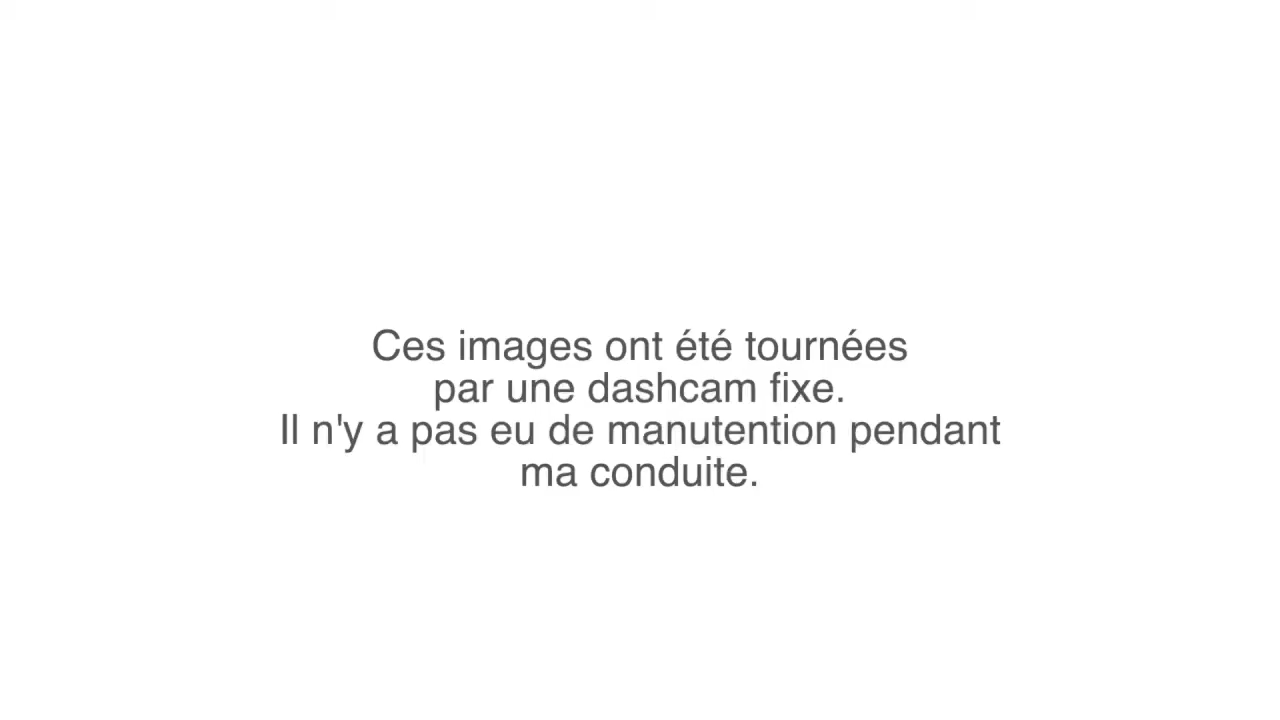 Ces images ont été tournées
par une dashcam fixe.
Il n'y a pas eu de manutention pendant
ma conduite.